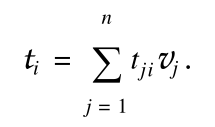 t_i = \sum_{j=1}^{n} t_{ji} v_j .